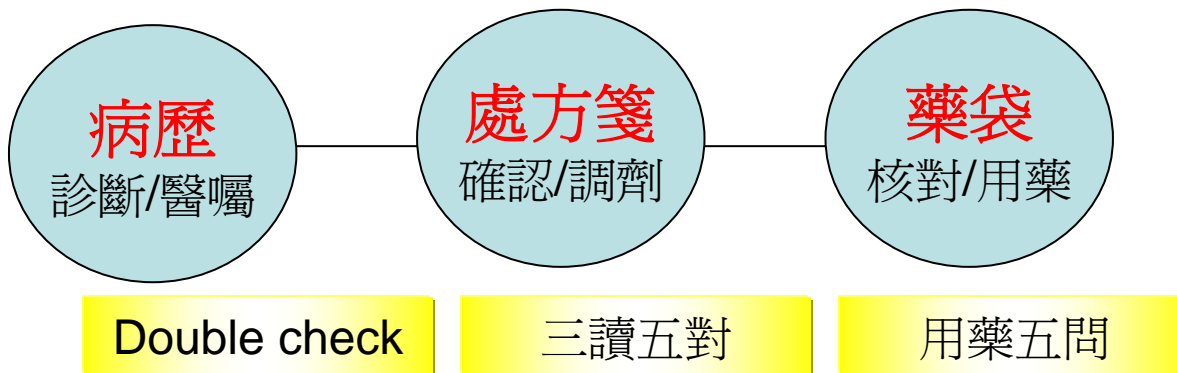 病歷
診斷/醫囑
處方箋
確認/調劑
藥袋
核對/用藥
Double check
三讀五對
用藥五問